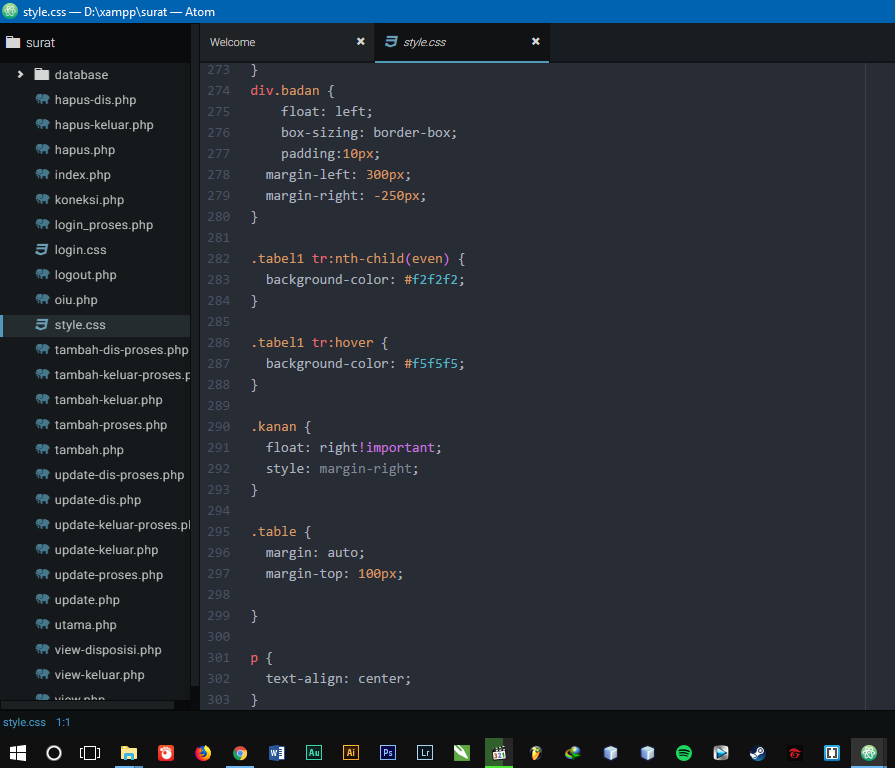 style.css — D:\xampp\surat — Atom
surat
database
hapus-dis.php
hapus-keluar.php
hapus.php
index.php
koneksi.php
login_proses.php
login.css
logout.php
oiu.php
style.css
tambah-dis-proses.php
tambah-keluar-proses.p
tambah-keluar.php
tambah-proses.php
tambah.php
update-dis-proses.php
update-dis.php
update-keluar-proses.pl
update-keluar.php
update-proses.php
update.php
utama.php
view-disposisi.php
view-keluar.php
view.php
Welcome
style.css
273 }
274 div.badan {
275     float: left;
276     box-sizing: border-box;
277     padding:10px;
278   margin-left: 300px;
279   margin-right: -250px;
280 }
281
282 .tabel1 tr:nth-child(even) {
283   background-color: #f2f2f2;
284 }
285
286 .tabel1 tr:hover {
287   background-color: #f5f5f5;
288 }
289
290 .kanan {
291   float: right!important;
292   style: margin-right;
293 }
294
295 .table {
296   margin: auto;
297   margin-top: 100px;
298
299 }
300
301 p {
302   text-align: center;
303 }
style.css 1:1
W
Au
Ai
Ps
Lr
321